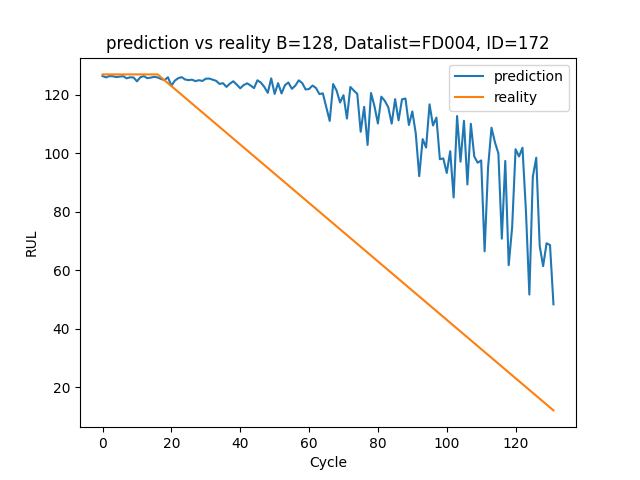 prediction vs reality B=128, Datalist=FD004, ID=172
prediction
reality
120
100
80
60
40
20
RUL
0 20 40 60 80 100 120
Cycle